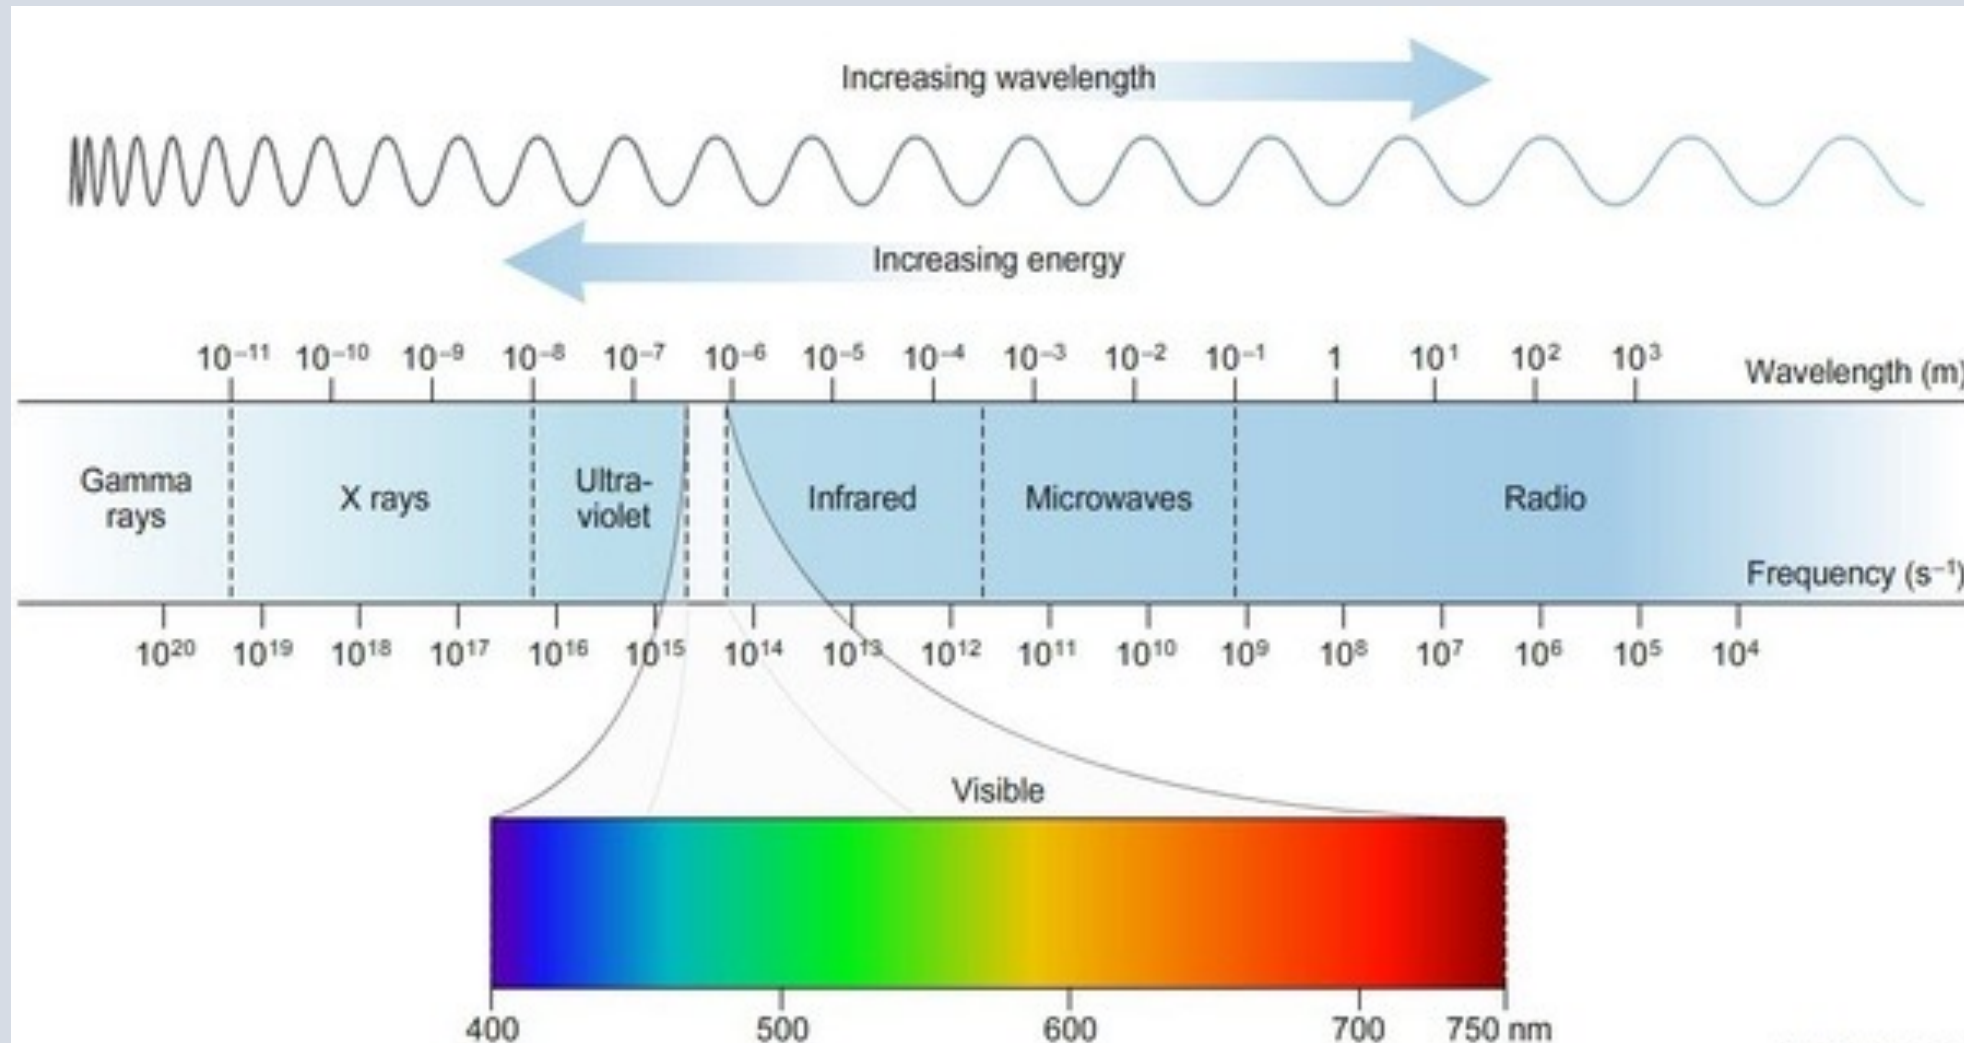 Increasing wavelength
Increasing energy
10⁻¹¹ 10⁻¹⁰ 10⁻⁹ 10⁻⁸ 10⁻⁷ 10⁻⁶ 10⁻⁵ 10⁻⁴ 10⁻³ 10⁻² 10⁻¹ 1 10¹ 10² 10³ Wavelength (m)
Gamma
rays
X rays
Ultra-
violet
Infrared
Microwaves
Radio
Frequency (s⁻¹)
10²⁰ 10¹⁹ 10¹⁸ 10¹⁷ 10¹⁶ 10¹⁵ 10¹⁴ 10¹³ 10¹² 10¹¹ 10¹⁰ 10⁹ 10⁸ 10⁷ 10⁶ 10⁵ 10⁴
Visible
400 500 600 700 750 nm